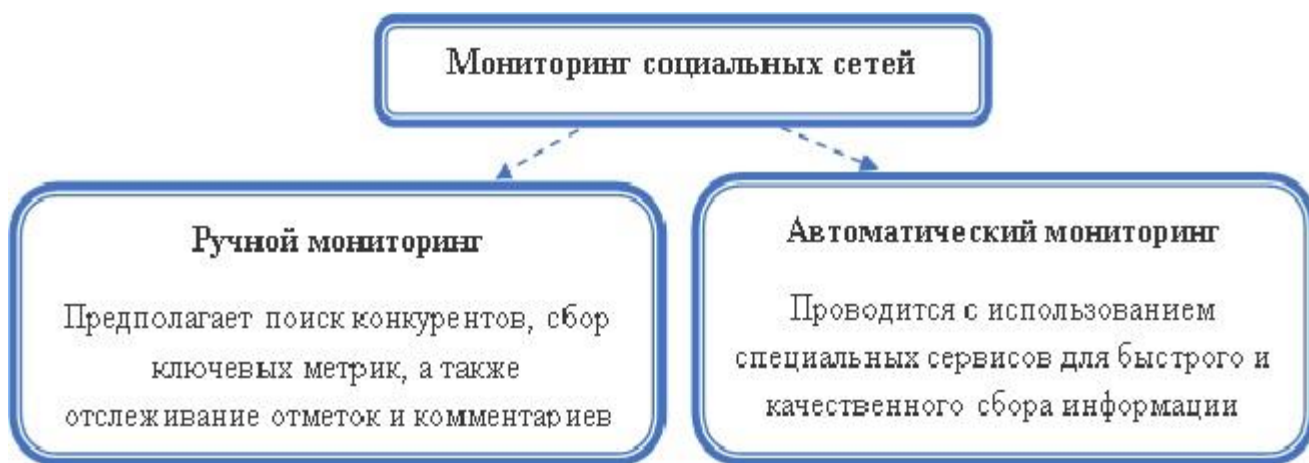 Мониторинг социальных сетей
Ручной мониторинг
Предполагает поиск конкурентов, сбор
ключевых метрик, а также
отслеживание отметок и комментариев
Автоматический мониторинг
Проводится с использованием
специальных сервисов для быстрого и
качественного сбора информации